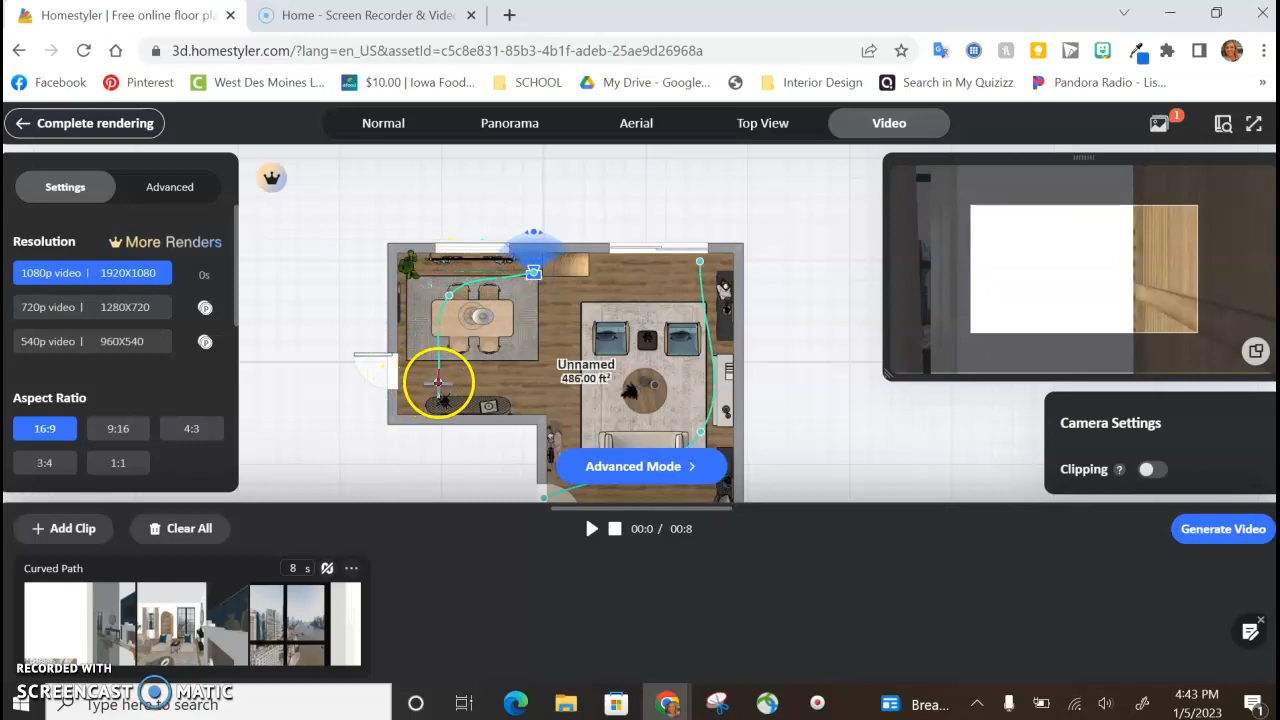 Homestyler | Free online floor pla
Home - Screen Recorder & Vide
3d.homestyler.com/?lang=en_US&assetId=c5c8e831-85b3-4b1f-adeb-25ae9d26968a
Facebook
Pinterest
West Des Moines L...
$10.00 | Iowa Food...
SCHOOL
My Drive - Google...
Interior Design
Search in My Quizizz
Pandora Radio - Lis...
»
Complete rendering
Normal
Panorama
Aerial
Top View
Video
1
Settings
Advanced
Resolution
More Renders
1080p video | 1920X1080
0s
720p video | 1280X720
540p video | 960X540
Aspect Ratio
16:9
9:16
4:3
3:4
1:1
Unnamed
486.00 ft²
Advanced Mode >
Camera Settings
Clipping ?
+ Add Clip
Clear All
00:0 / 00:8
Generate Video
Curved Path
8 s
RECORDED WITH
SCREENCAST MATIC
Type here to search
Brea...
4:43 PM
1/5/2023
1